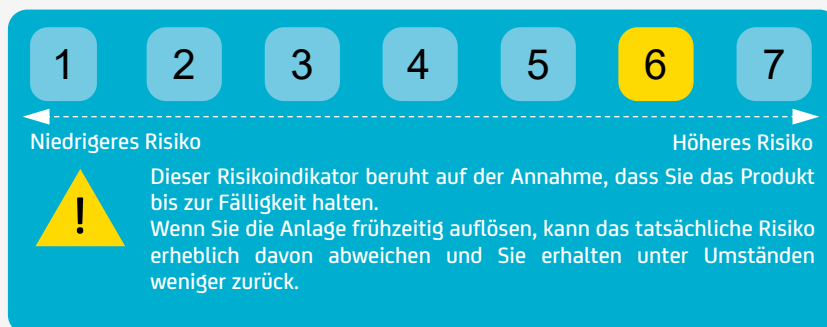 1 2 3 4 5 6 7
Niedrigeres Risiko Höheres Risiko
!
Dieser Risikoindikator beruht auf der Annahme, dass Sie das Produkt
bis zur Fälligkeit halten.
Wenn Sie die Anlage frühzeitig auflösen, kann das tatsächliche Risiko
erheblich davon abweichen und Sie erhalten unter Umständen
weniger zurück.